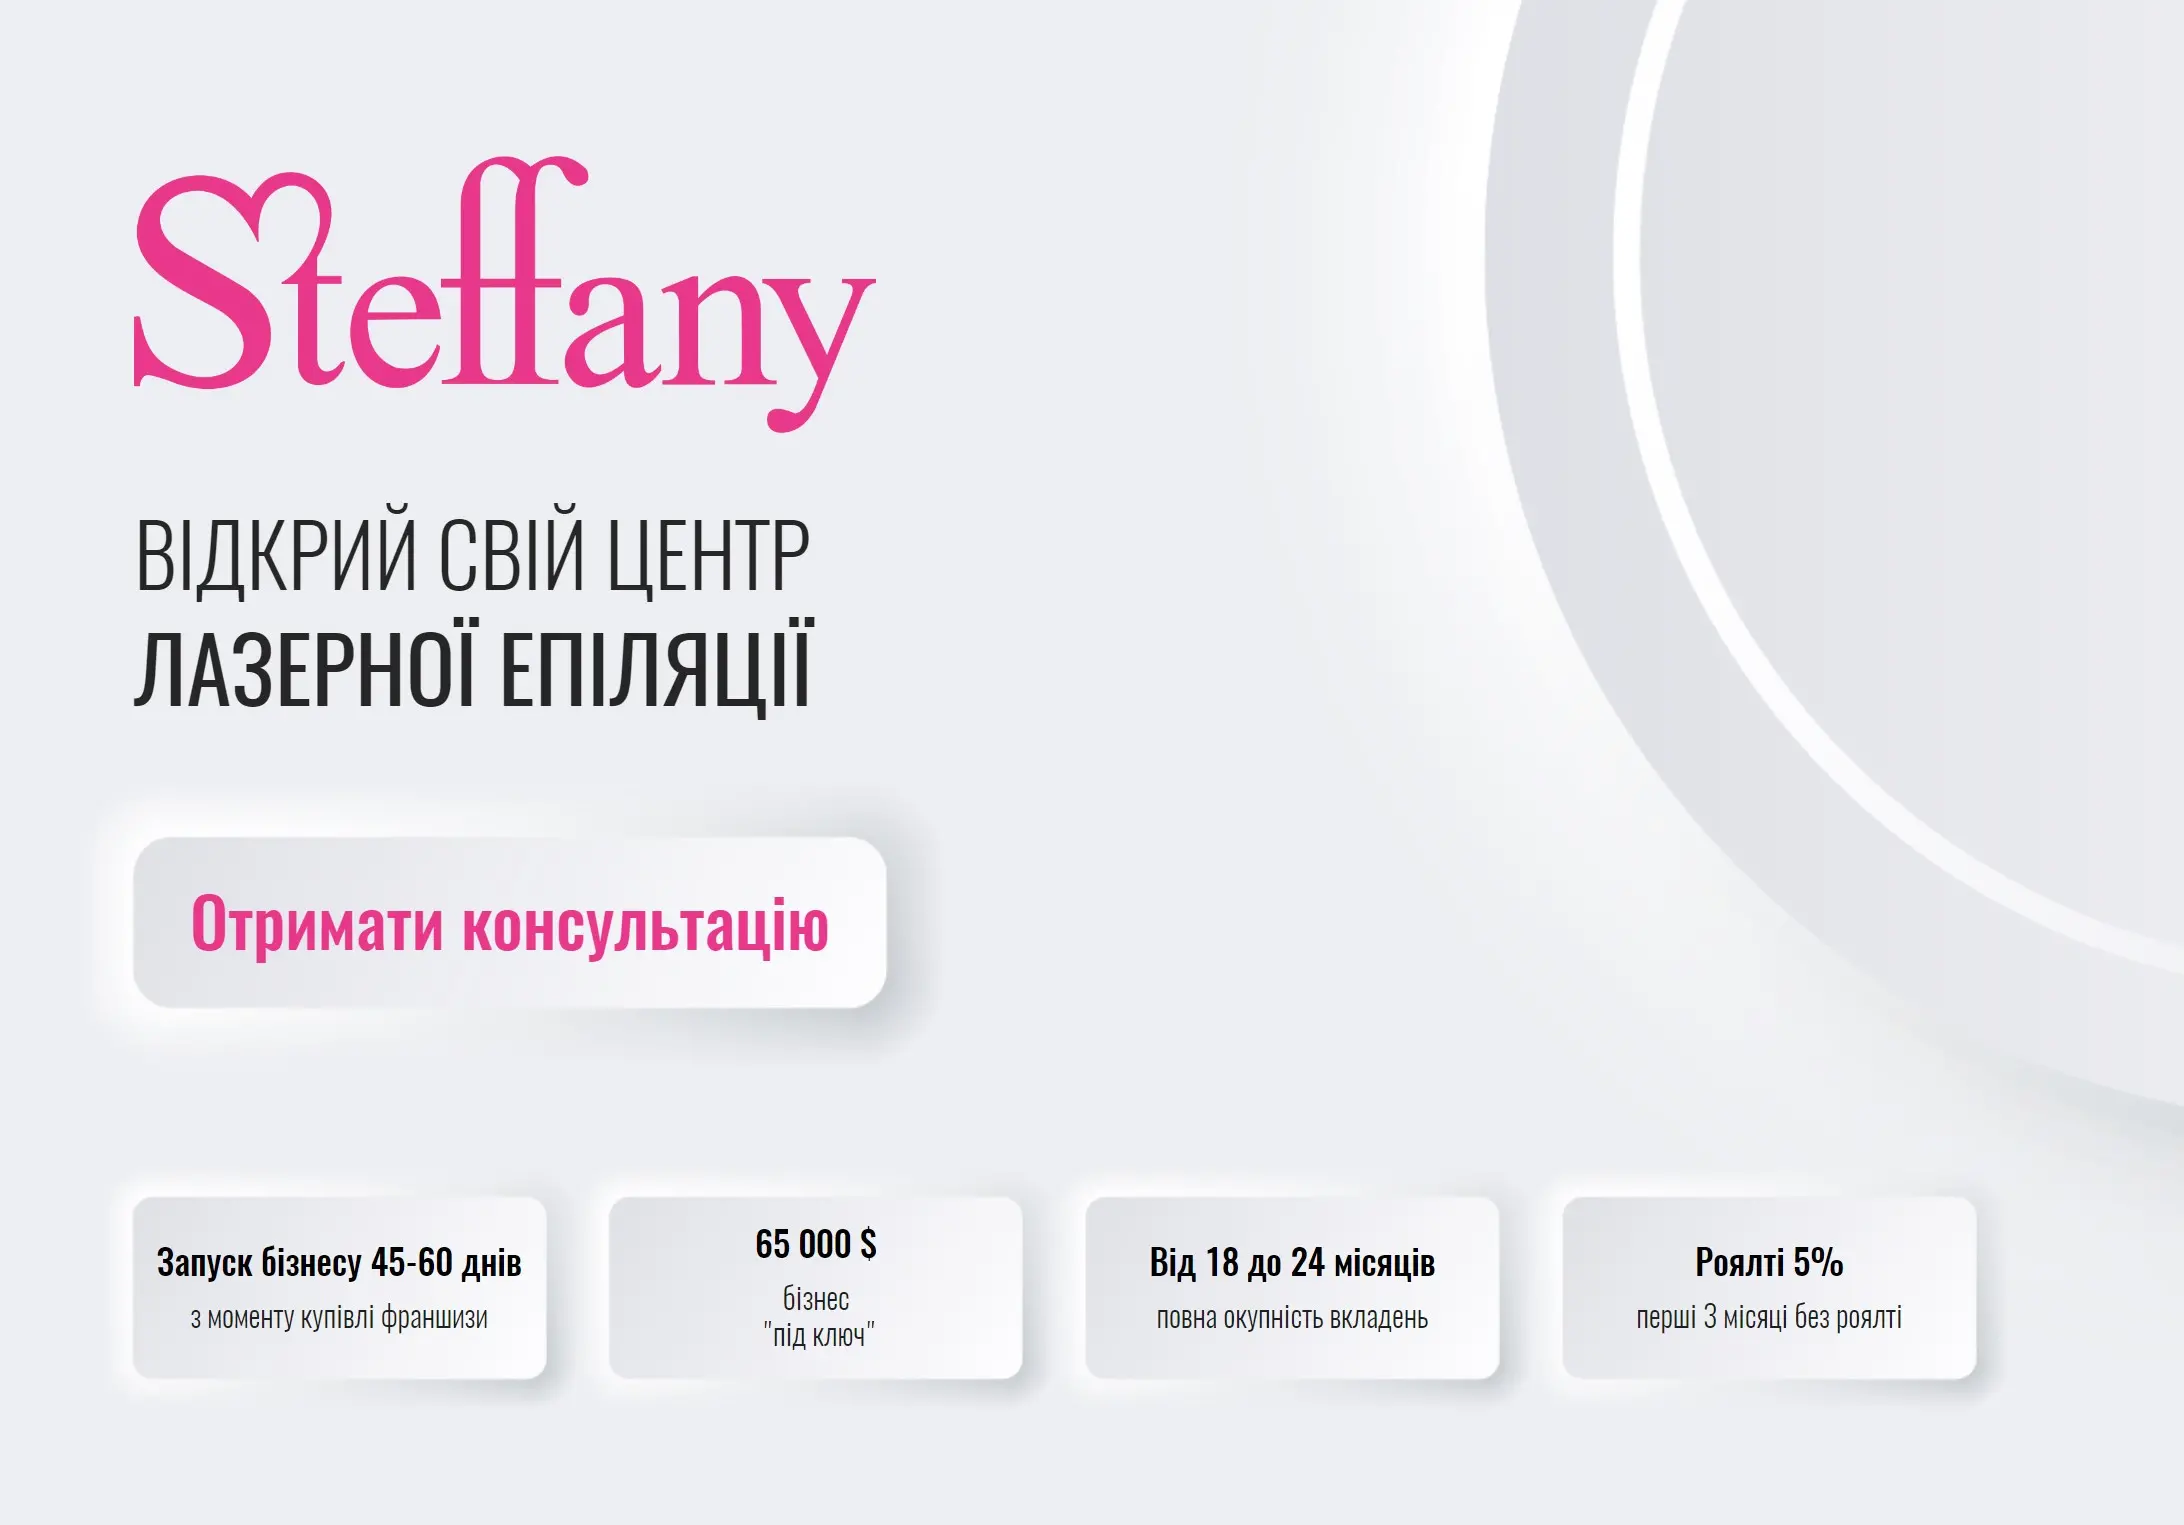 Steffany
ВІДКРИЙ СВІЙ ЦЕНТР
ЛАЗЕРНОЇ ЕПІЛЯЦІЇ
Отримати консультацію
Запуск бізнесу 45-60 днів
з моменту купівлі франшизи
65 000 $
бізнес
"під ключ"
Від 18 до 24 місяців
повна окупність вкладень
Роялті 5%
перші 3 місяці без роялті